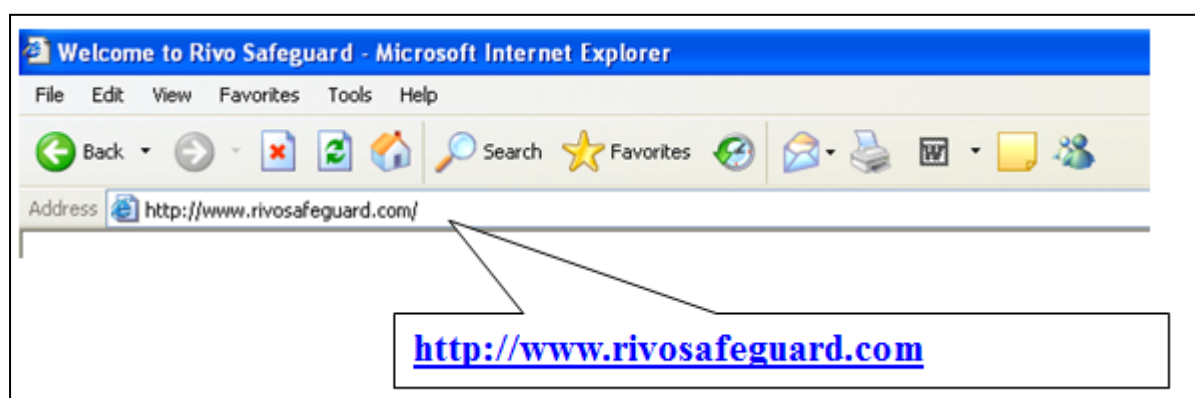 Welcome to Rivo Safeguard - Microsoft Internet Explorer
File Edit View Favorites Tools Help
Back Search Favorites
Address http://www.rivosafeguard.com/
http://www.rivosafeguard.com